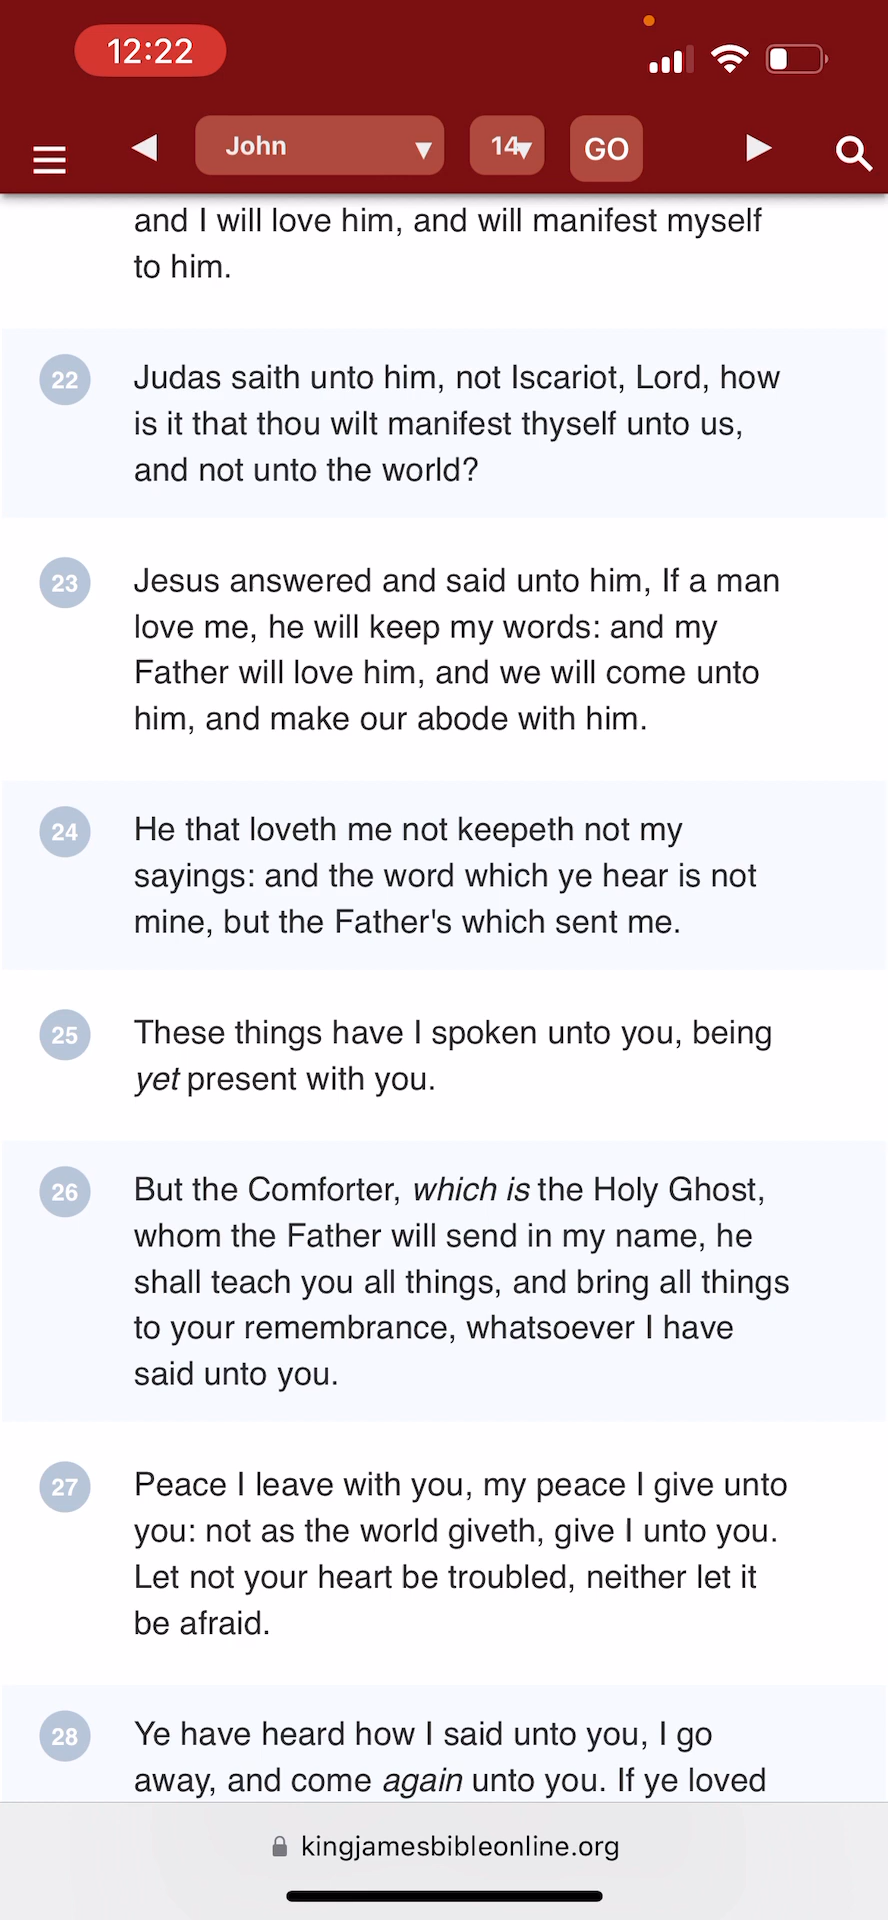 12:22
John
14
GO
and I will love him, and will manifest myself
to him.
22
Judas saith unto him, not Iscariot, Lord, how
is it that thou wilt manifest thyself unto us,
and not unto the world?
23
Jesus answered and said unto him, If a man
love me, he will keep my words: and my
Father will love him, and we will come unto
him, and make our abode with him.
24
He that loveth me not keepeth not my
sayings: and the word which ye hear is not
mine, but the Father's which sent me.
25
These things have I spoken unto you, being
yet present with you.
26
But the Comforter, which is the Holy Ghost,
whom the Father will send in my name, he
shall teach you all things, and bring all things
to your remembrance, whatsoever I have
said unto you.
27
Peace I leave with you, my peace I give unto
you: not as the world giveth, give I unto you.
Let not your heart be troubled, neither let it
be afraid.
28
Ye have heard how I said unto you, I go
away, and come again unto you. If ye loved
kingjamesbibleonline.org